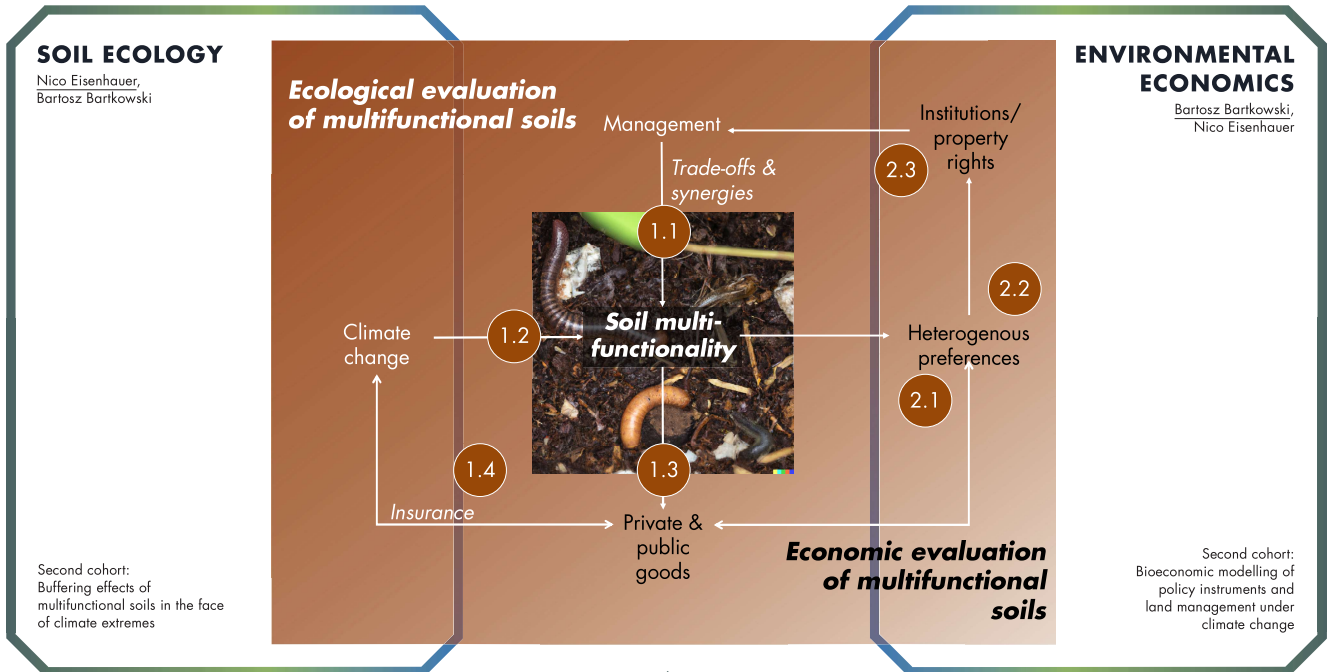 SOIL ECOLOGY
Nico Eisenhauer,
Bartosz Bartkowski
ENVIRONMENTAL
ECONOMICS
Bartosz Bartkowski,
Nico Eisenhauer
Ecological evaluation
of multifunctional soils
Management
Institutions/
property
rights
2.3
Trade-offs &
synergies
1.1
2.2
Climate
change
1.2
Soil multi-
functionality
Heterogenous
preferences
2.1
1.4
1.3
Insurance
Private &
public
goods
Economic evaluation
of multifunctional
soils
Second cohort:
Buffering effects of
multifunctional soils in the face
of climate extremes
Second cohort:
Bioeconomic modelling of
policy instruments and
land management under
climate change